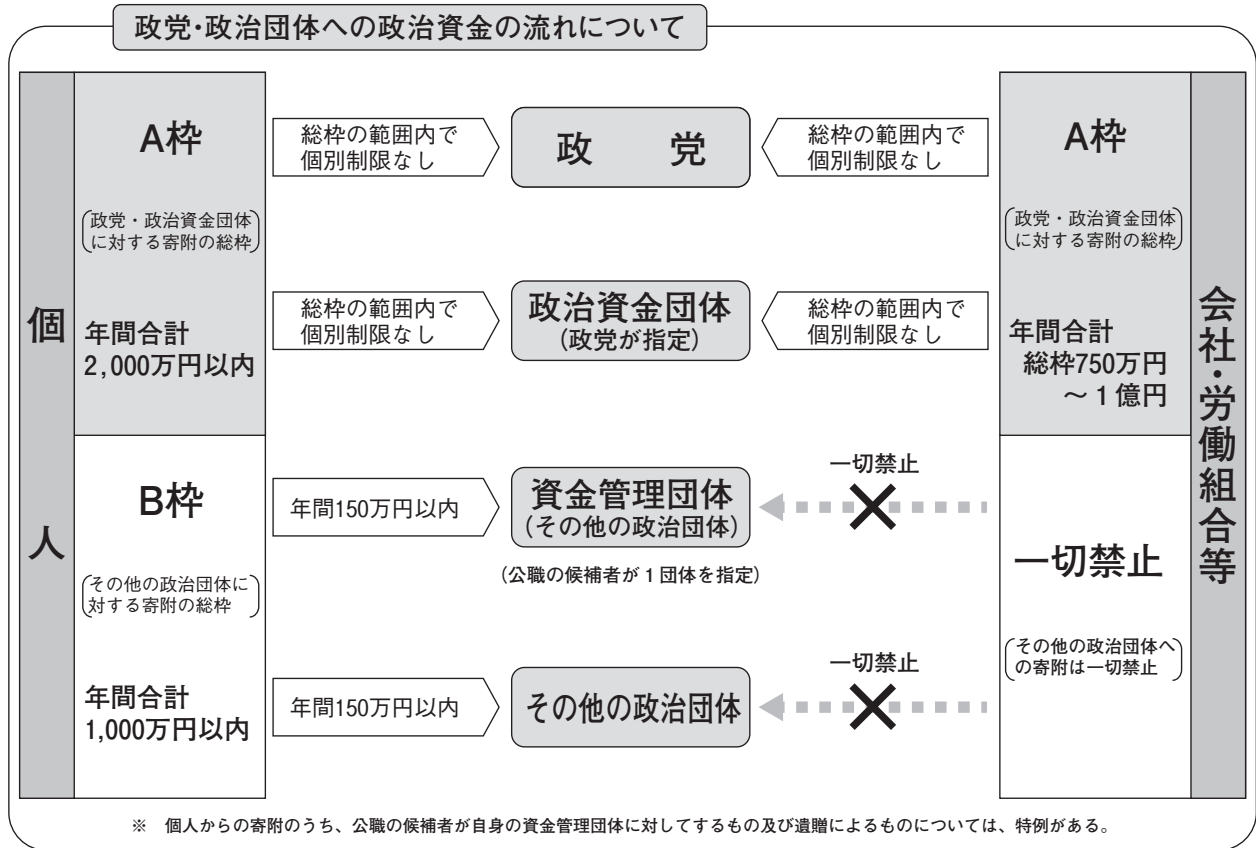 政党・政治団体への政治資金の流れについて
個人
A枠
(政党・政治資金団体
に対する寄附の総枠)
年間合計
2,000万円以内
B枠
(その他の政治団体に
対する寄附の総枠)
年間合計
1,000万円以内
総枠の範囲内で
個別制限なし
政 党
総枠の範囲内で
個別制限なし
総枠の範囲内で
個別制限なし
政治資金団体
(政党が指定)
総枠の範囲内で
個別制限なし
年間150万円以内
資金管理団体
(その他の政治団体)
(公職の候補者が1団体を指定)
一切禁止
年間150万円以内
その他の政治団体
一切禁止
A枠
(政党・政治資金団体
に対する寄附の総枠)
年間合計
総枠750万円
～1億円
一切禁止
(その他の政治団体へ
の寄附は一切禁止)
会社・労働組合等
※ 個人からの寄附のうち、公職の候補者が自身の資金管理団体に対してするもの及び遺贈によるものについては、特例がある。